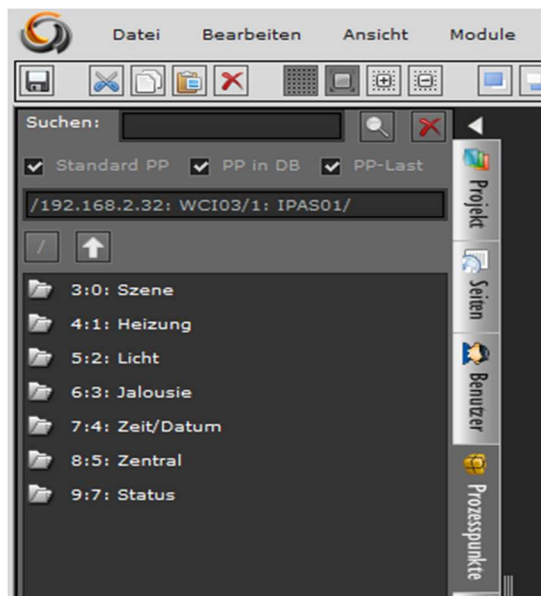 Datei Bearbeiten Ansicht Module
Suchen:
Standard PP PP in DB PP-Last
/192.168.2.32: WCI03/1: IPAS01/
/
3:0: Szene
4:1: Heizung
5:2: Licht
6:3: Jalousie
7:4: Zeit/Datum
8:5: Zentral
9:7: Status
Projekt
Seiten
Benutzer
Prozesspunkte